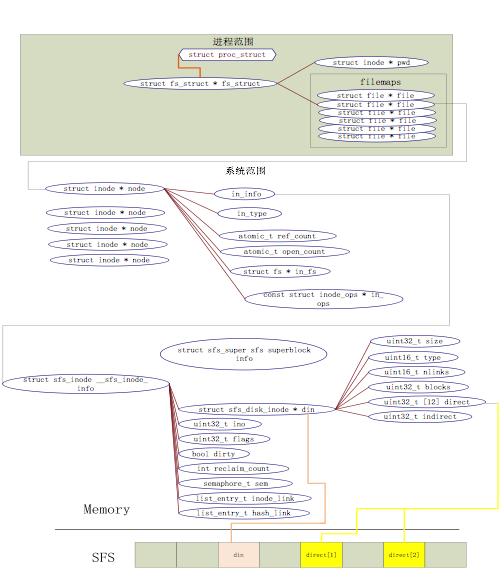 进程范围
struct proc_struct
struct fs_struct * fs_struct
struct inode * pwd
filemaps
struct file * file
struct file * file
struct file * file
struct file * file
struct file * file
struct file * file
系统范围
struct inode * node
struct inode * node
struct inode * node
struct inode * node
struct inode * node
in_info
in_type
atomic_t ref_count
atomic_t open_count
struct fs * in_fs
const struct inode_ops * in_
ops
struct sfs_super sfs superblock
info
struct sfs_inode __sfs_inode_
info
struct sfs_disk_inode * din
uint32_t ino
uint32_t flags
bool dirty
int reclaim_count
semaphore_t sem
list_entry_t inode_link
list_entry_t hash_link
uint32_t size
uint16_t type
uint16_t nlinks
uint32_t blocks
uint32_t [12] direct
uint32_t indirect
Memory
SFS
din
direct[1]
direct[2]